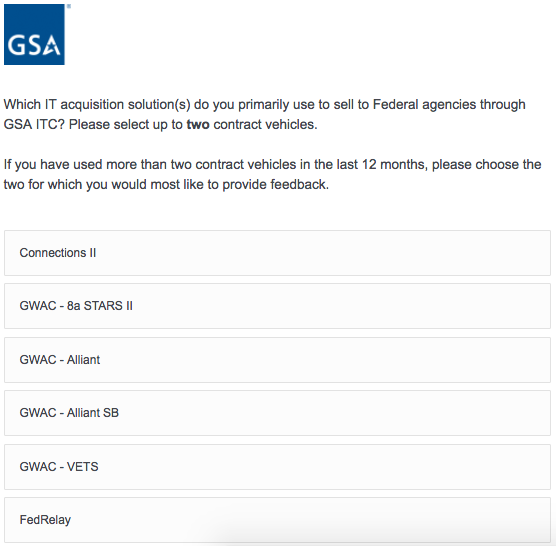 GSA
Which IT acquisition solution(s) do you primarily use to sell to Federal agencies through
GSA ITC? Please select up to two contract vehicles.
If you have used more than two contract vehicles in the last 12 months, please choose the
two for which you would most like to provide feedback.
Connections II
GWAC - 8a STARS II
GWAC - Alliant
GWAC - Alliant SB
GWAC - VETS
FedRelay